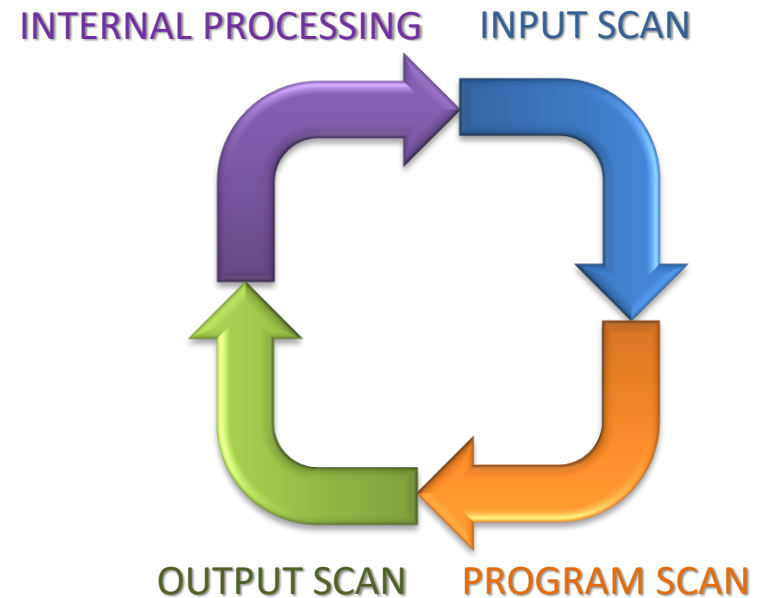 INTERNAL PROCESSING
INPUT SCAN
OUTPUT SCAN
PROGRAM SCAN